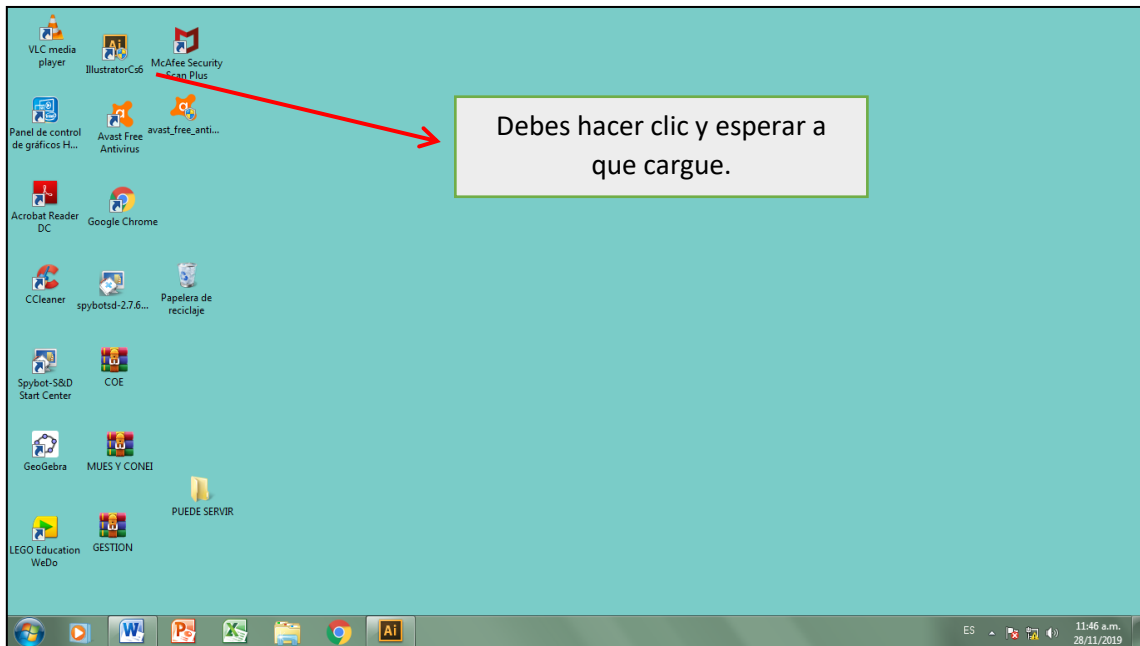 VLC media
player
IllustratorCs6
McAfee Security
Scan Plus
Panel de control
de gráficos H...
Avast Free
Antivirus
avast_free_anti...
Debes hacer clic y esperar a
que cargue.
Acrobat Reader
DC
Google Chrome
CCleaner
spybotsd-2.7.6...
Papelera de
reciclaje
Spybot-S&D
Start Center
COE
GeoGebra
MUES Y CONEI
PUEDE SERVIR
LEGO Education
WeDo
GESTION
ES
11:46 a.m.
28/11/2019